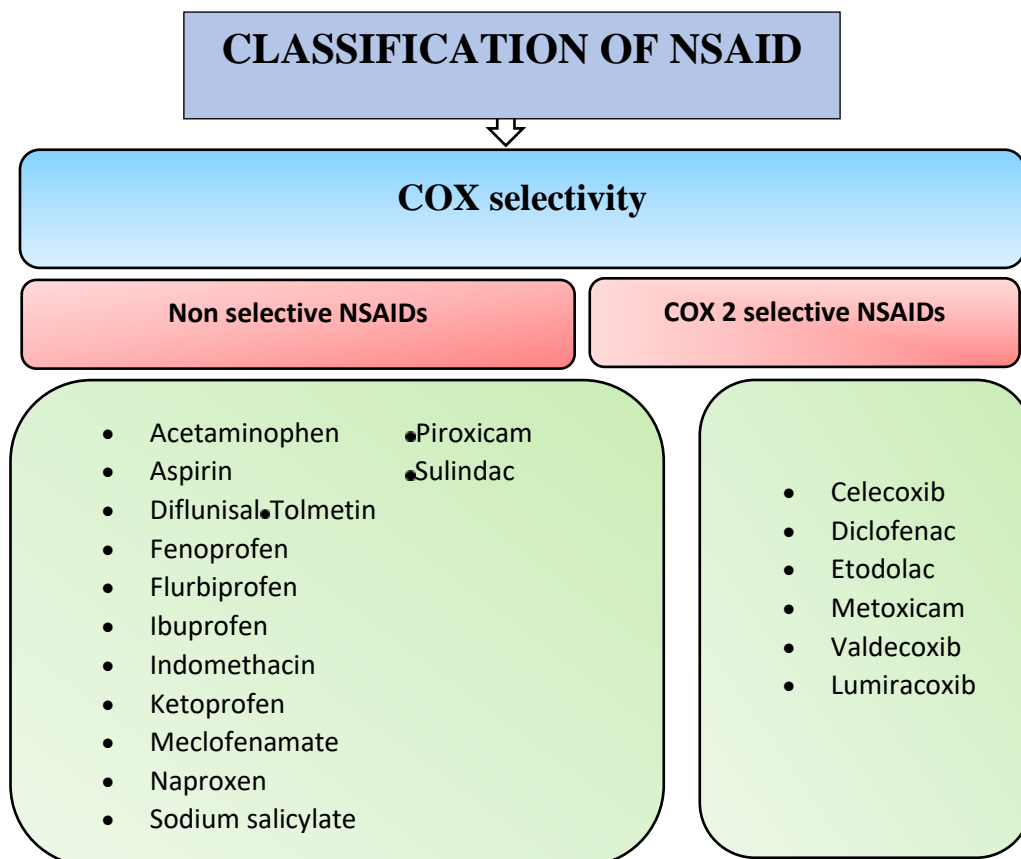 CLASSIFICATION OF NSAID
COX selectivity
Non selective NSAIDs
COX 2 selective NSAIDs
• Acetaminophen •Piroxicam
• Aspirin •Sulindac
• Diflunisal•Tolmetin
• Fenoprofen
• Flurbiprofen
• Ibuprofen
• Indomethacin
• Ketoprofen
• Meclofenamate
• Naproxen
• Sodium salicylate
• Celecoxib
• Diclofenac
• Etodolac
• Metoxicam
• Valdecoxib
• Lumiracoxib